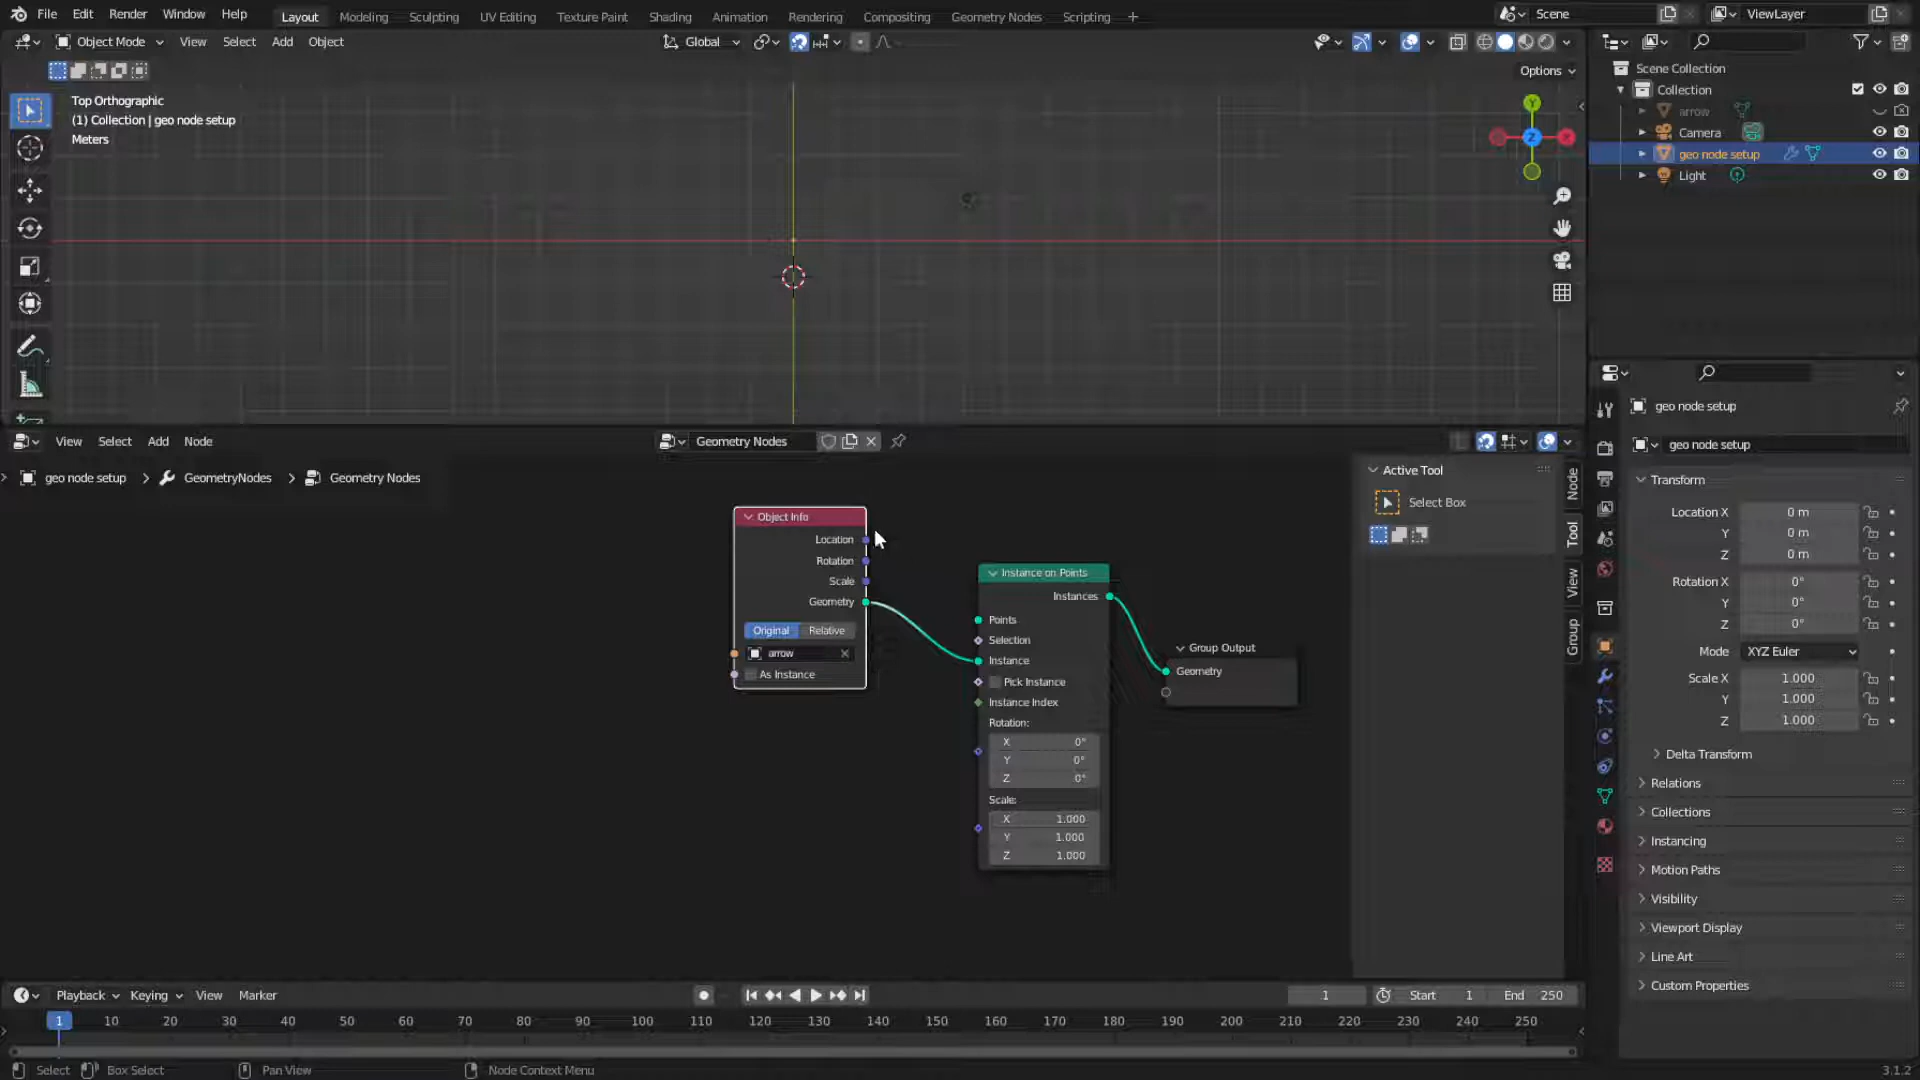 File Edit Render Window Help Layout Modeling Sculpting UV Editing Texture Paint Shading Animation Rendering Compositing Geometry Nodes Scripting + Scene ViewLayer
Object Mode View Select Add Object Global
Options
Top Orthographic
(1) Collection | geo node setup
Meters
Y
Z
X
Scene Collection
Collection
arrow
Camera
geo node setup
Light
View Select Add Node Geometry Nodes
geo node setup > GeometryNodes > Geometry Nodes
Object Info
Location
Rotation
Scale
Geometry
Original Relative
arrow
As Instance
Instance on Points
Instances
Points
Selection
Instance
Pick Instance
Instance Index
Rotation:
X 0°
Y 0°
Z 0°
Scale:
X 1.000
Y 1.000
Z 1.000
Group Output
Geometry
Active Tool
Select Box
Node
Tool
View
Group
geo node setup
geo node setup
Transform
Location X 0 m
Y 0 m
Z 0 m
Rotation X 0°
Y 0°
Z 0°
Mode XYZ Euler
Scale X 1.000
Y 1.000
Z 1.000
Delta Transform
Relations
Collections
Instancing
Motion Paths
Visibility
Viewport Display
Line Art
Custom Properties
Playback Keying View Marker 1 Start 1 End 250
1 10 20 30 40 50 60 70 80 90 100 110 120 130 140 150 160 170 180 190 200 210 220 230 240 250
Select Box Select Pan View Node Context Menu 3.1.2